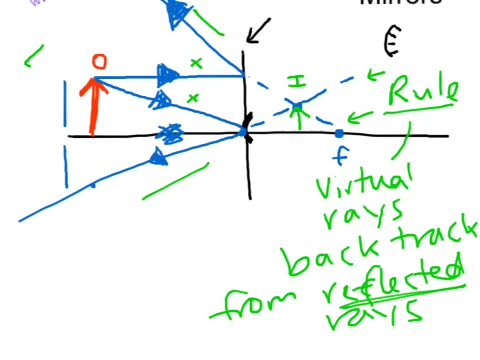 Mirrors
O
x
x
I
Rule
f
virtual
rays
back track
from reflected
rays